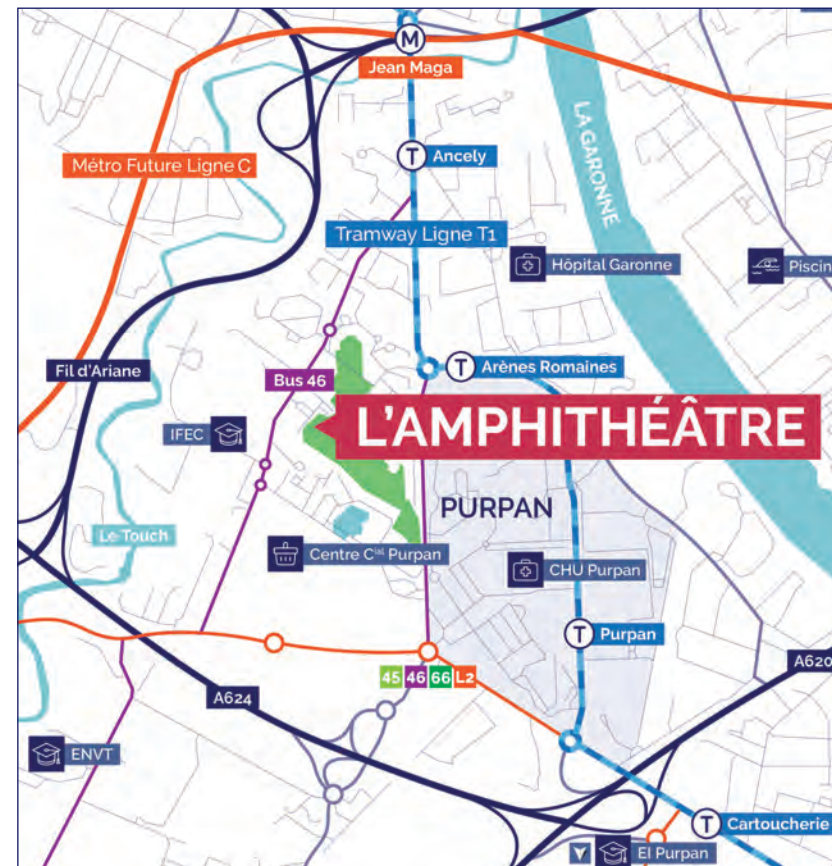 M
Jean Maga
T
Ancely
LA GARONNE
Métro Future Ligne C
Tramway Ligne T1
Hôpital Garonne
Piscin
Fil d'Ariane
Bus 46
T
Arènes Romaines
IFEC
L'AMPHITHÉÂTRE
PURPAN
Le Touch
Centre Cial Purpan
CHU Purpan
T
Purpan
45 46 66 L2
A620
A624
ENVT
T
Cartoucherie
EI Purpan